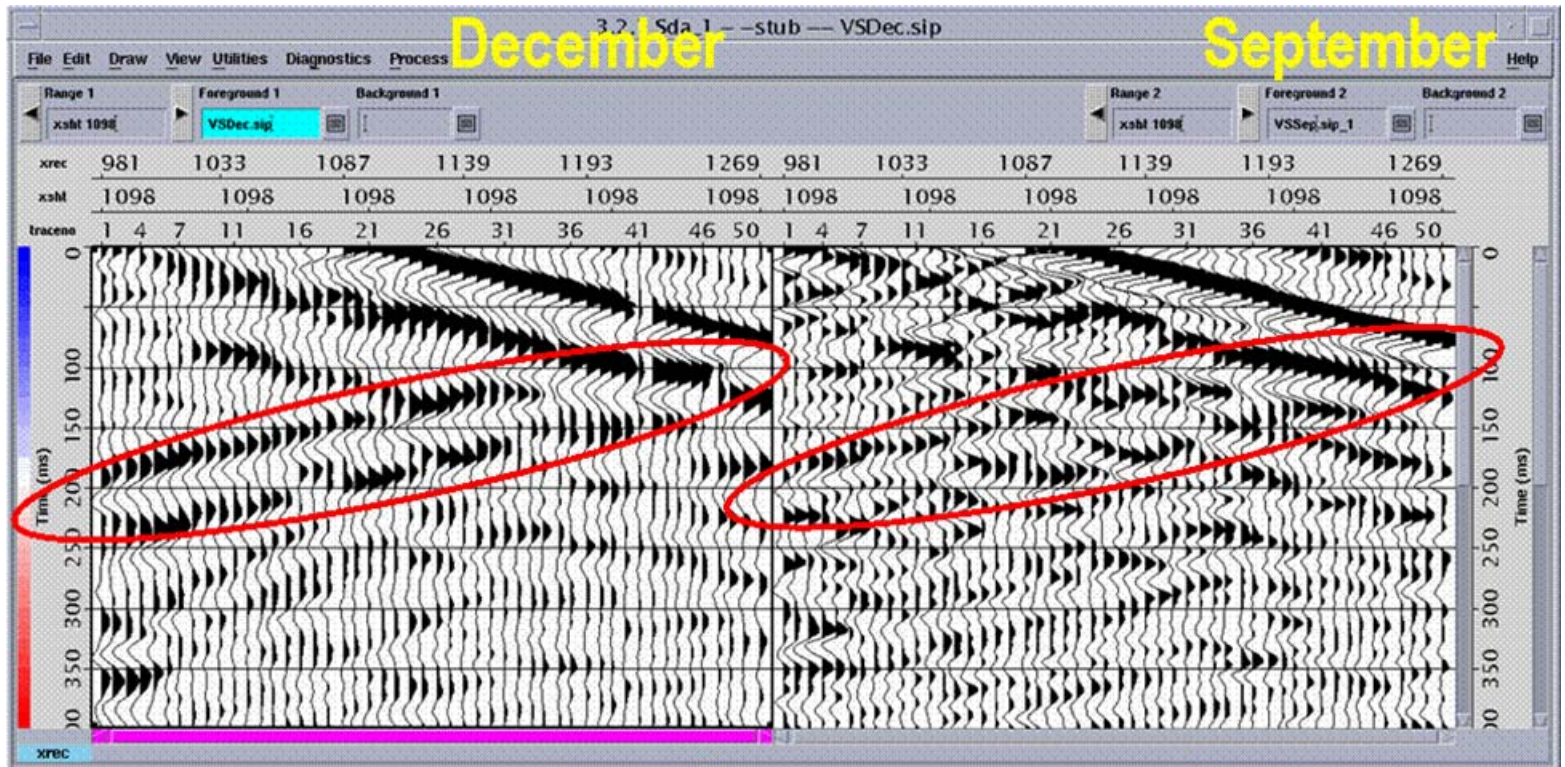 3.2.1 Sda_1 – –stub –– VSDec.sip
December September
File Edit Draw View Utilities Diagnostics Process Help
Range 1 Foreground 1 Background 1 Range 2 Foreground 2 Background 2
xsht 1098 VSDec.sip xsht 1098 VSSep.sip_1
xrec 981 1033 1087 1139 1193 1269 981 1033 1087 1139 1193 1269
xsht 1098 1098 1098 1098 1098 1098 1098 1098 1098 1098 1098 1098
traceno 1 4 7 11 16 21 26 31 36 41 46 50 1 4 7 11 16 21 26 31 36 41 46 50
0 0
100 100
150 150
200 200
Time (ms) Time (ms)
250 250
300 300
350 350
xrec